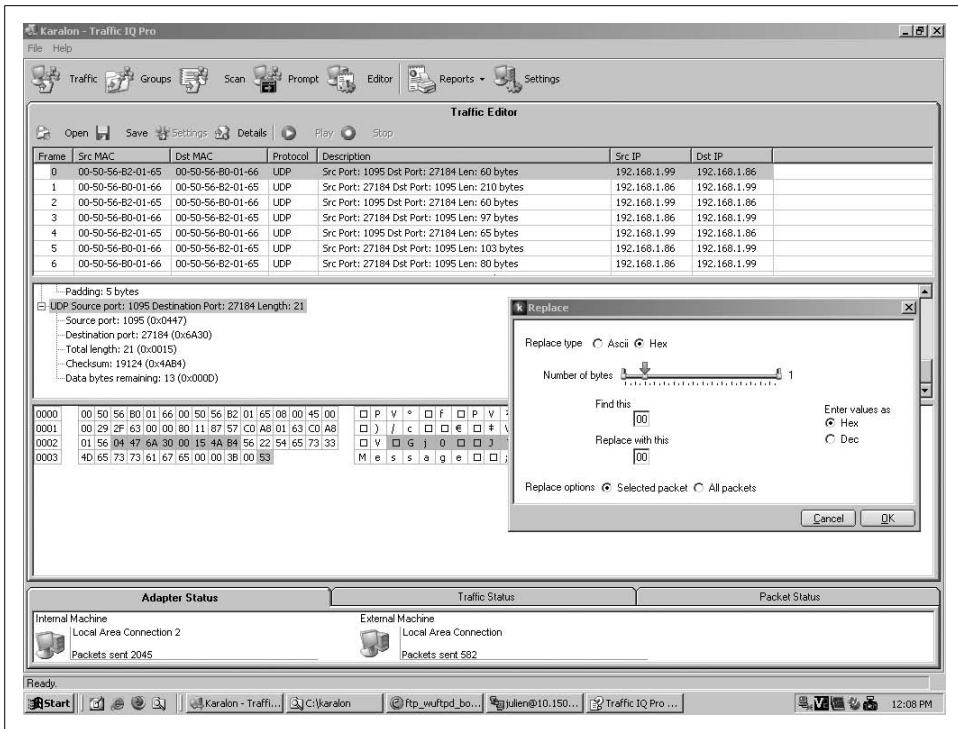 Karalon - Traffic IQ Pro
File Help
Traffic Groups Scan Prompt Editor Reports Settings
Traffic Editor
Open Save Settings Details Play Stop
Frame Src MAC Dst MAC Protocol Description Src IP Dst IP
0 00-50-56-B2-01-65 00-50-56-B0-01-66 UDP Src Port: 1095 Dst Port: 27184 Len: 60 bytes 192.168.1.99 192.168.1.86
1 00-50-56-B0-01-66 00-50-56-B2-01-65 UDP Src Port: 27184 Dst Port: 1095 Len: 210 bytes 192.168.1.86 192.168.1.99
2 00-50-56-B2-01-65 00-50-56-B0-01-66 UDP Src Port: 1095 Dst Port: 27184 Len: 60 bytes 192.168.1.99 192.168.1.86
3 00-50-56-B0-01-66 00-50-56-B2-01-65 UDP Src Port: 27184 Dst Port: 1095 Len: 97 bytes 192.168.1.86 192.168.1.99
4 00-50-56-B2-01-65 00-50-56-B0-01-66 UDP Src Port: 1095 Dst Port: 27184 Len: 65 bytes 192.168.1.99 192.168.1.86
5 00-50-56-B0-01-66 00-50-56-B2-01-65 UDP Src Port: 27184 Dst Port: 1095 Len: 103 bytes 192.168.1.86 192.168.1.99
6 00-50-56-B0-01-66 00-50-56-B2-01-65 UDP Src Port: 27184 Dst Port: 1095 Len: 80 bytes 192.168.1.86 192.168.1.99
Padding: 5 bytes
UDP Source port: 1095 Destination Port: 27184 Length: 21
Source port: 1095 (0x0447)
Destination port: 27184 (0x6A30)
Total length: 21 (0x0015)
Checksum: 19124 (0x4AB4)
Data bytes remaining: 13 (0x000D)
0000 00 50 56 B0 01 66 00 50 56 B2 01 65 08 00 45 00 □ P V ° □ f □ P V ²
0001 00 29 2F 63 00 00 80 11 87 57 C0 A8 01 63 C0 A8 □ ) / c □ □ € □ ‡ W
0002 01 56 04 47 6A 30 00 15 4A B4 56 22 54 65 73 33 □ V □ G j 0 □ □ J
0003 4D 65 73 73 61 67 65 00 00 3B 00 53 M e s s a g e □ □ ;
Replace
Replace type Ascii Hex
Number of bytes 1
Find this
00
Replace with this
00
Enter values as
Hex
Dec
Replace options Selected packet All packets
Cancel OK
Adapter Status Traffic Status Packet Status
Internal Machine
Local Area Connection 2
Packets sent 2045
External Machine
Local Area Connection
Packets sent 582
Ready.
Start Karalon - Traffi... C:\karalon ftp_wuftpd_bo... julien@10.150... Traffic IQ Pro ... 12:08 PM